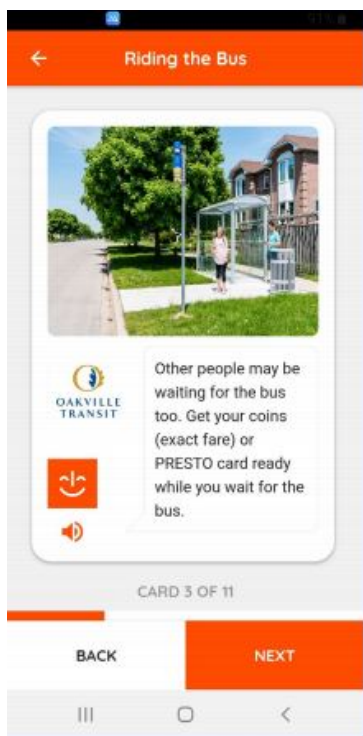 91%
Riding the Bus
OAKVILLE
TRANSIT
Other people may be
waiting for the bus
too. Get your coins
(exact fare) or
PRESTO card ready
while you wait for the
bus.
CARD 3 OF 11
BACK
NEXT